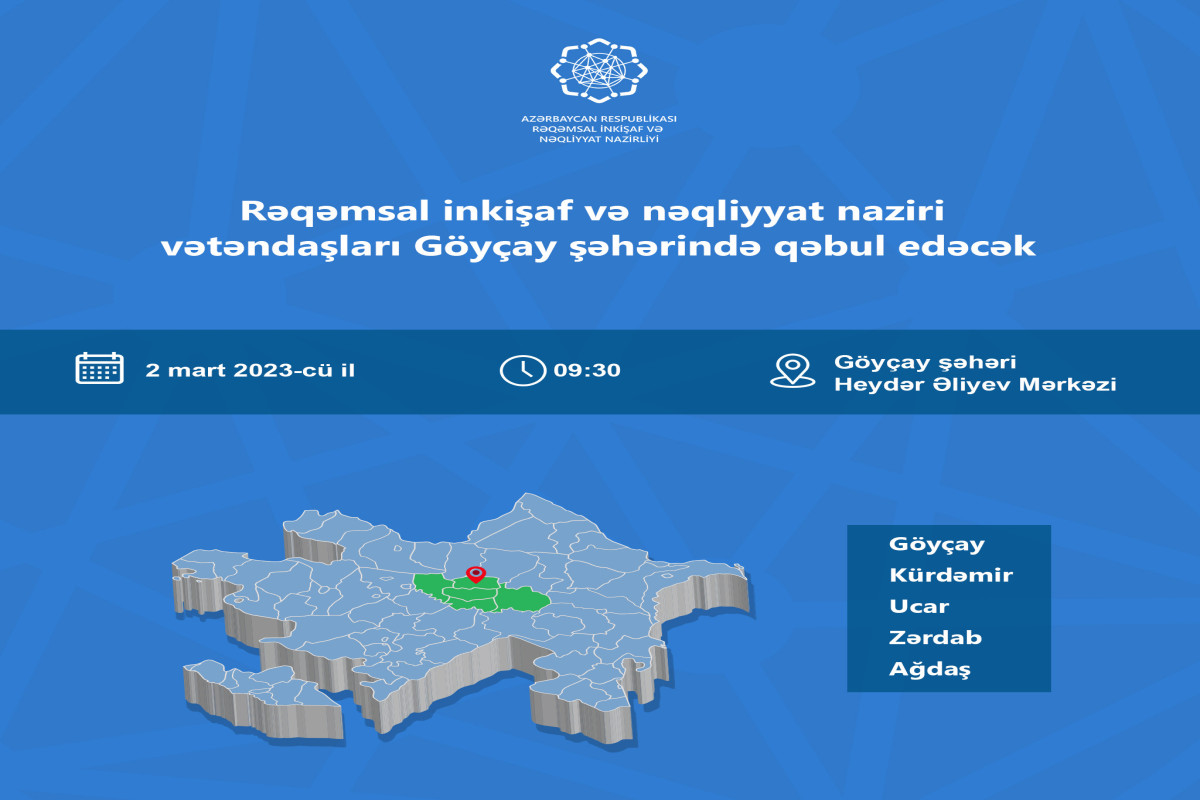 AZƏRBAYCAN RESPUBLİKASI
RƏQƏMSAL İNKİŞAF VƏ
NƏQLİYYAT NAZİRLİYİ
Rəqəmsal inkişaf və nəqliyyat naziri
vətəndaşları Göyçay şəhərində qəbul edəcək
2 mart 2023-cü il
09:30
Göyçay şəhəri
Heydər Əliyev Mərkəzi
Göyçay
Kürdəmir
Ucar
Zərdab
Ağdaş